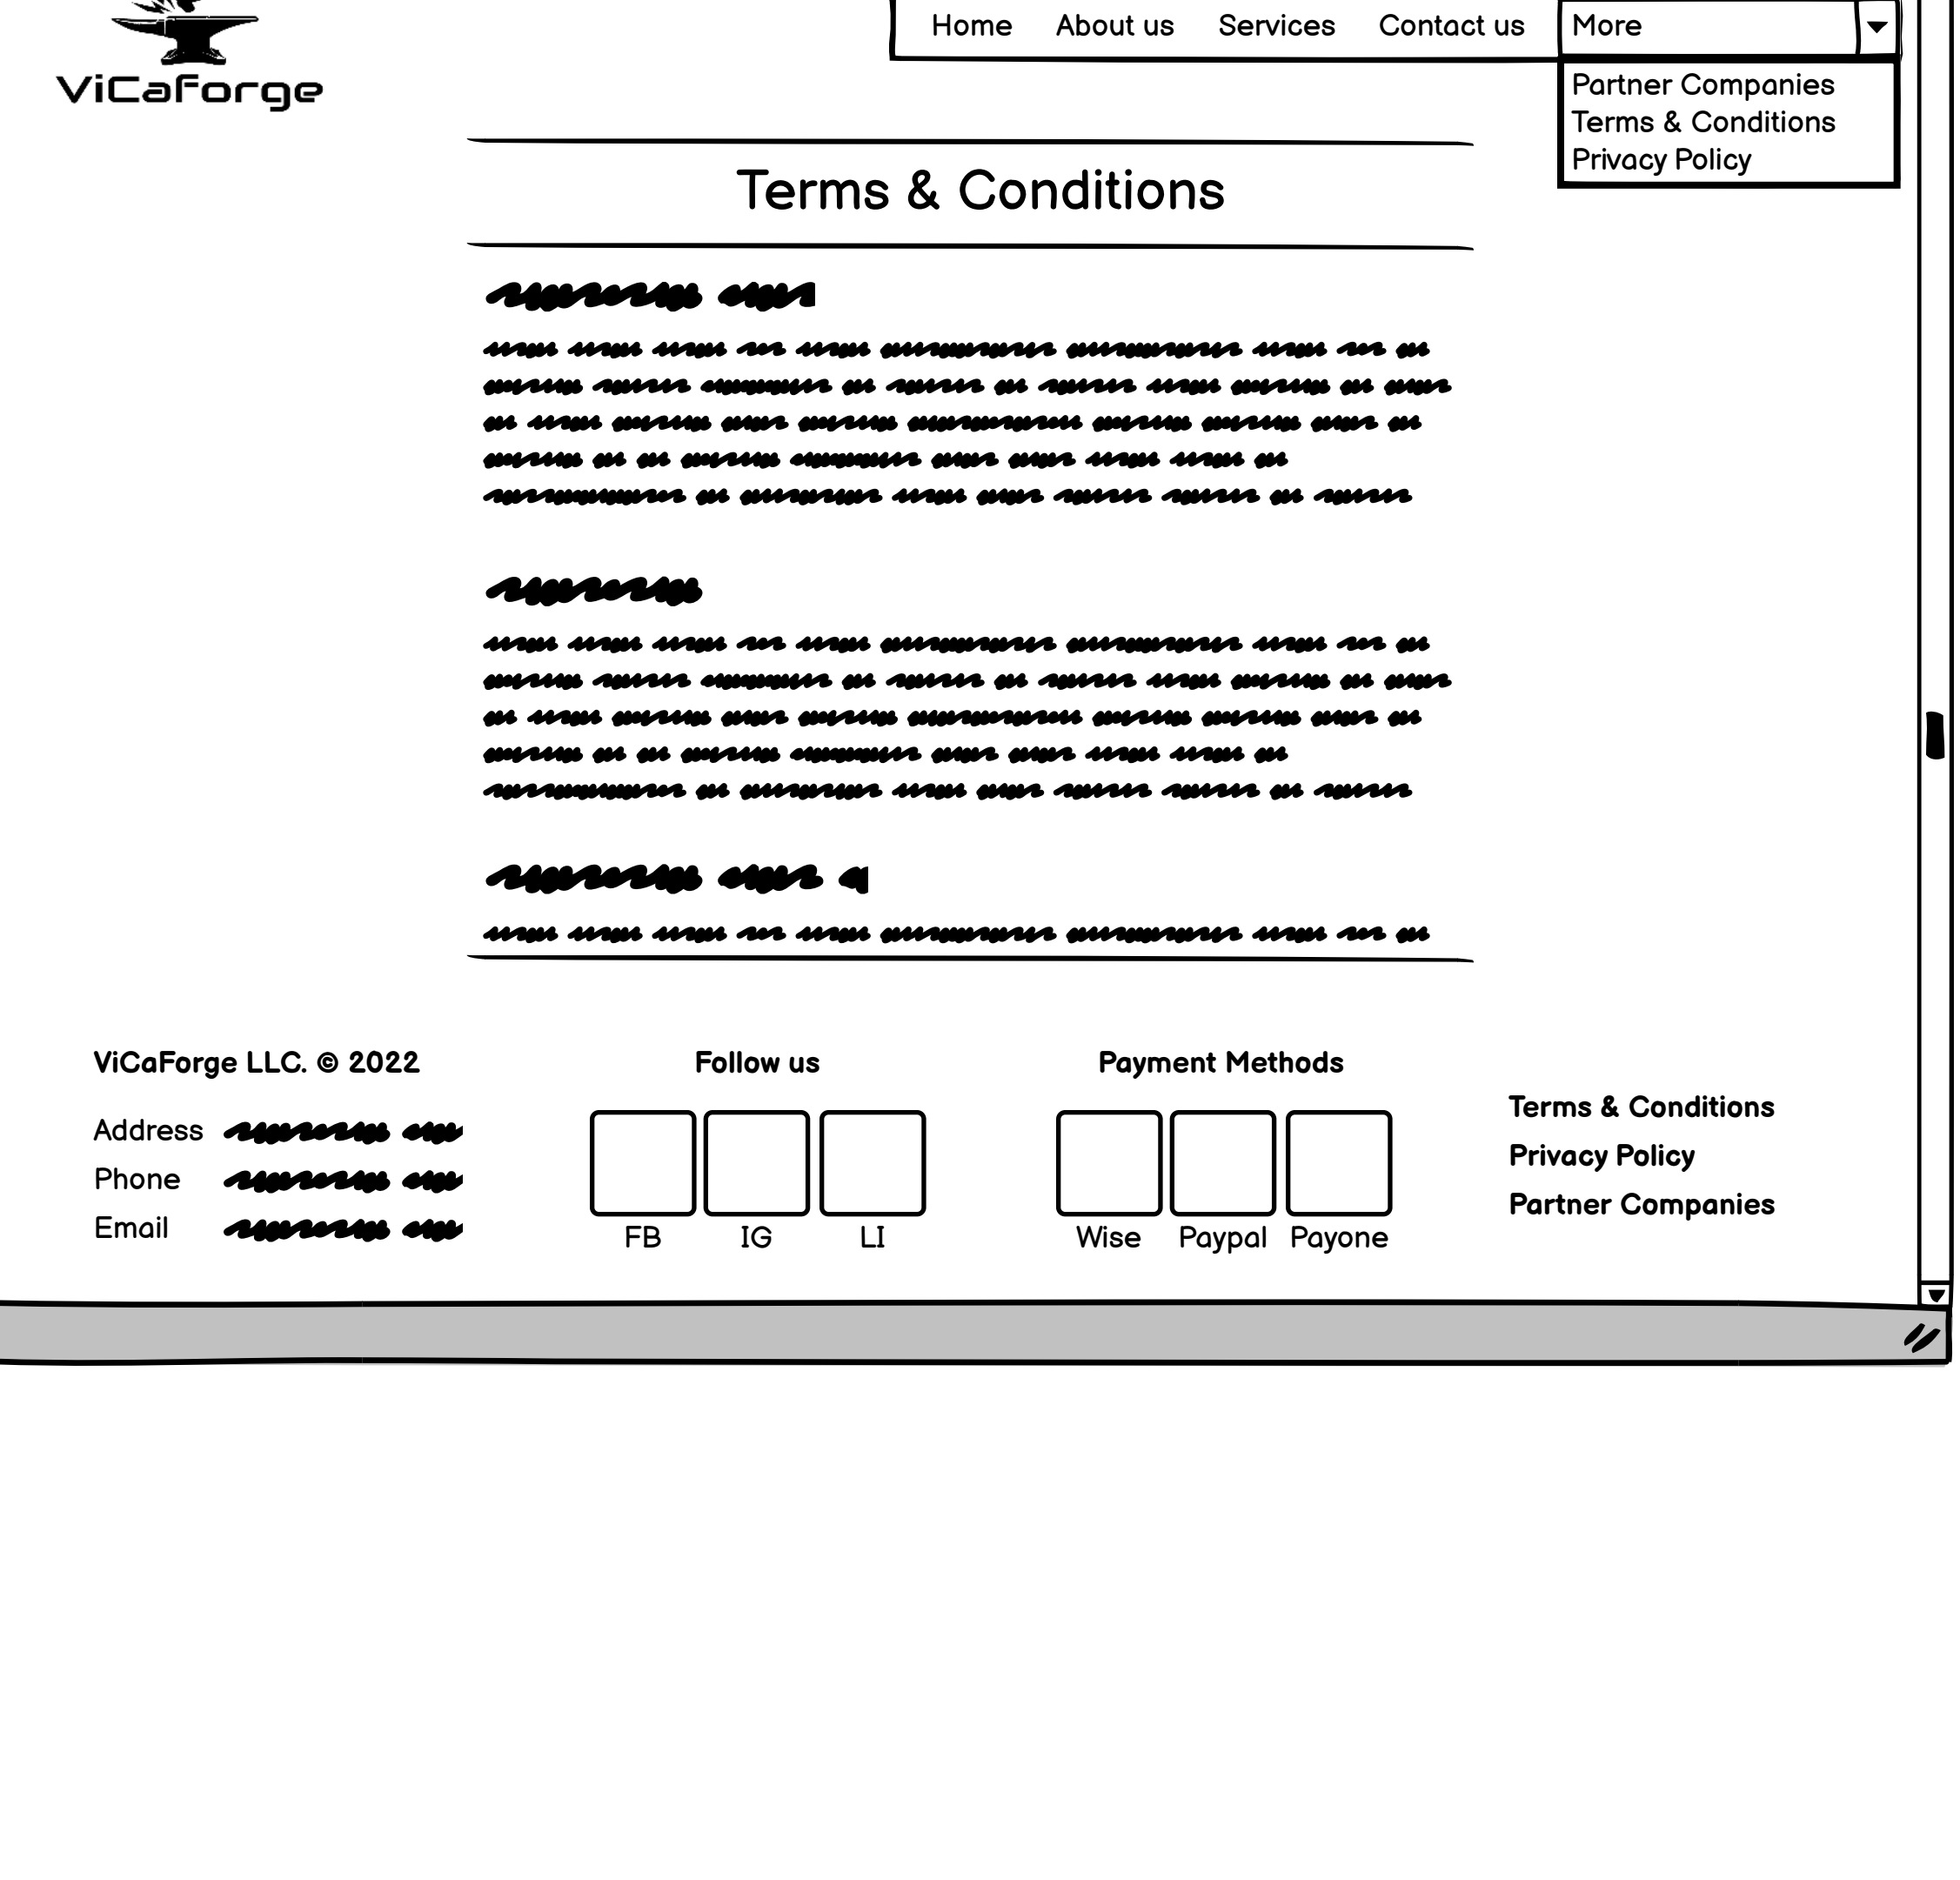 Home About us Services Contact us More
ViCaForge
Partner Companies
Terms & Conditions
Privacy Policy
Terms & Conditions
ViCaForge LLC. © 2022
Address
Phone
Email
Follow us
FB IG LI
Payment Methods
Wise Paypal Payone
Terms & Conditions
Privacy Policy
Partner Companies